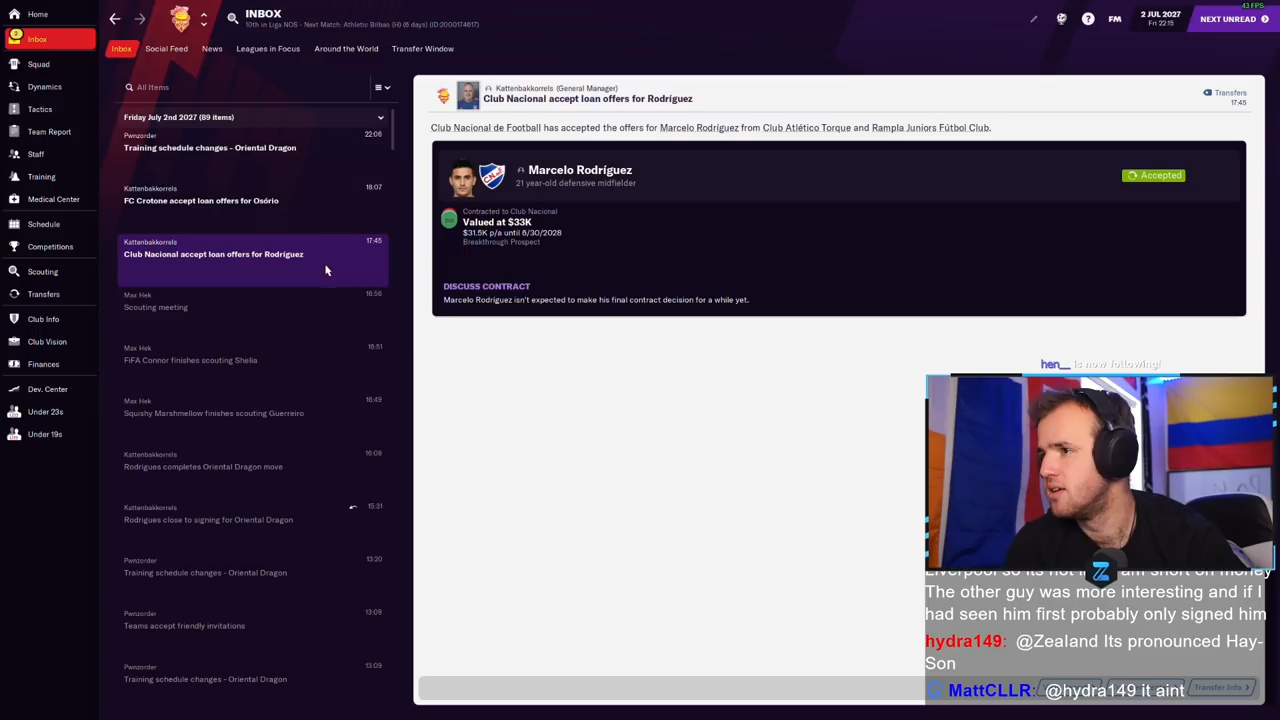 43 FPS
Home
INBOX
10th in Liga NOS - Next Match: Athletic Bilbao (H) (6 days) (ID:2000174617)
FM
2 JUL 2027
Fri 22:15
NEXT UNREAD
2
Inbox
Inbox
Social Feed
News
Leagues in Focus
Around the World
Transfer Window
Squad
Dynamics
Tactics
Team Report
Staff
Training
Medical Center
Schedule
Competitions
Scouting
Transfers
Club Info
Club Vision
Finances
Dev. Center
Under 23s
Under 19s
All Items
Friday July 2nd 2027 (89 items)
Pwnzorder
22:06
Training schedule changes - Oriental Dragon
Kattenbakkorrels
18:07
FC Crotone accept loan offers for Osório
Kattenbakkorrels
17:45
Club Nacional accept loan offers for Rodríguez
Max Hek
16:56
Scouting meeting
Max Hek
16:51
FiFA Connor finishes scouting Shelia
Max Hek
16:49
Squishy Marshmellow finishes scouting Guerreiro
Kattenbakkorrels
16:08
Rodrigues completes Oriental Dragon move
Kattenbakkorrels
15:31
Rodrigues close to signing for Oriental Dragon
Pwnzorder
13:20
Training schedule changes - Oriental Dragon
Pwnzorder
13:09
Teams accept friendly invitations
Pwnzorder
13:09
Training schedule changes - Oriental Dragon
Kattenbakkorrels (General Manager)
Club Nacional accept loan offers for Rodríguez
Transfers
17:45
Club Nacional de Football has accepted the offers for Marcelo Rodríguez from Club Atlético Torque and Rampla Juniors Fútbol Club.
Marcelo Rodríguez
21 year-old defensive midfielder
Accepted
Contracted to Club Nacional
Valued at $33K
$31.5K p/a until 6/30/2028
Breakthrough Prospect
DISCUSS CONTRACT
Marcelo Rodríguez isn't expected to make his final contract decision for a while yet.
hen__ is now following!
The other guy was more interesting and if I
had seen him first probably only signed him
hydra149: @Zealand Its pronounced Hay-
Son
MattCLLR: @hydra149 it aint
Transfer Info